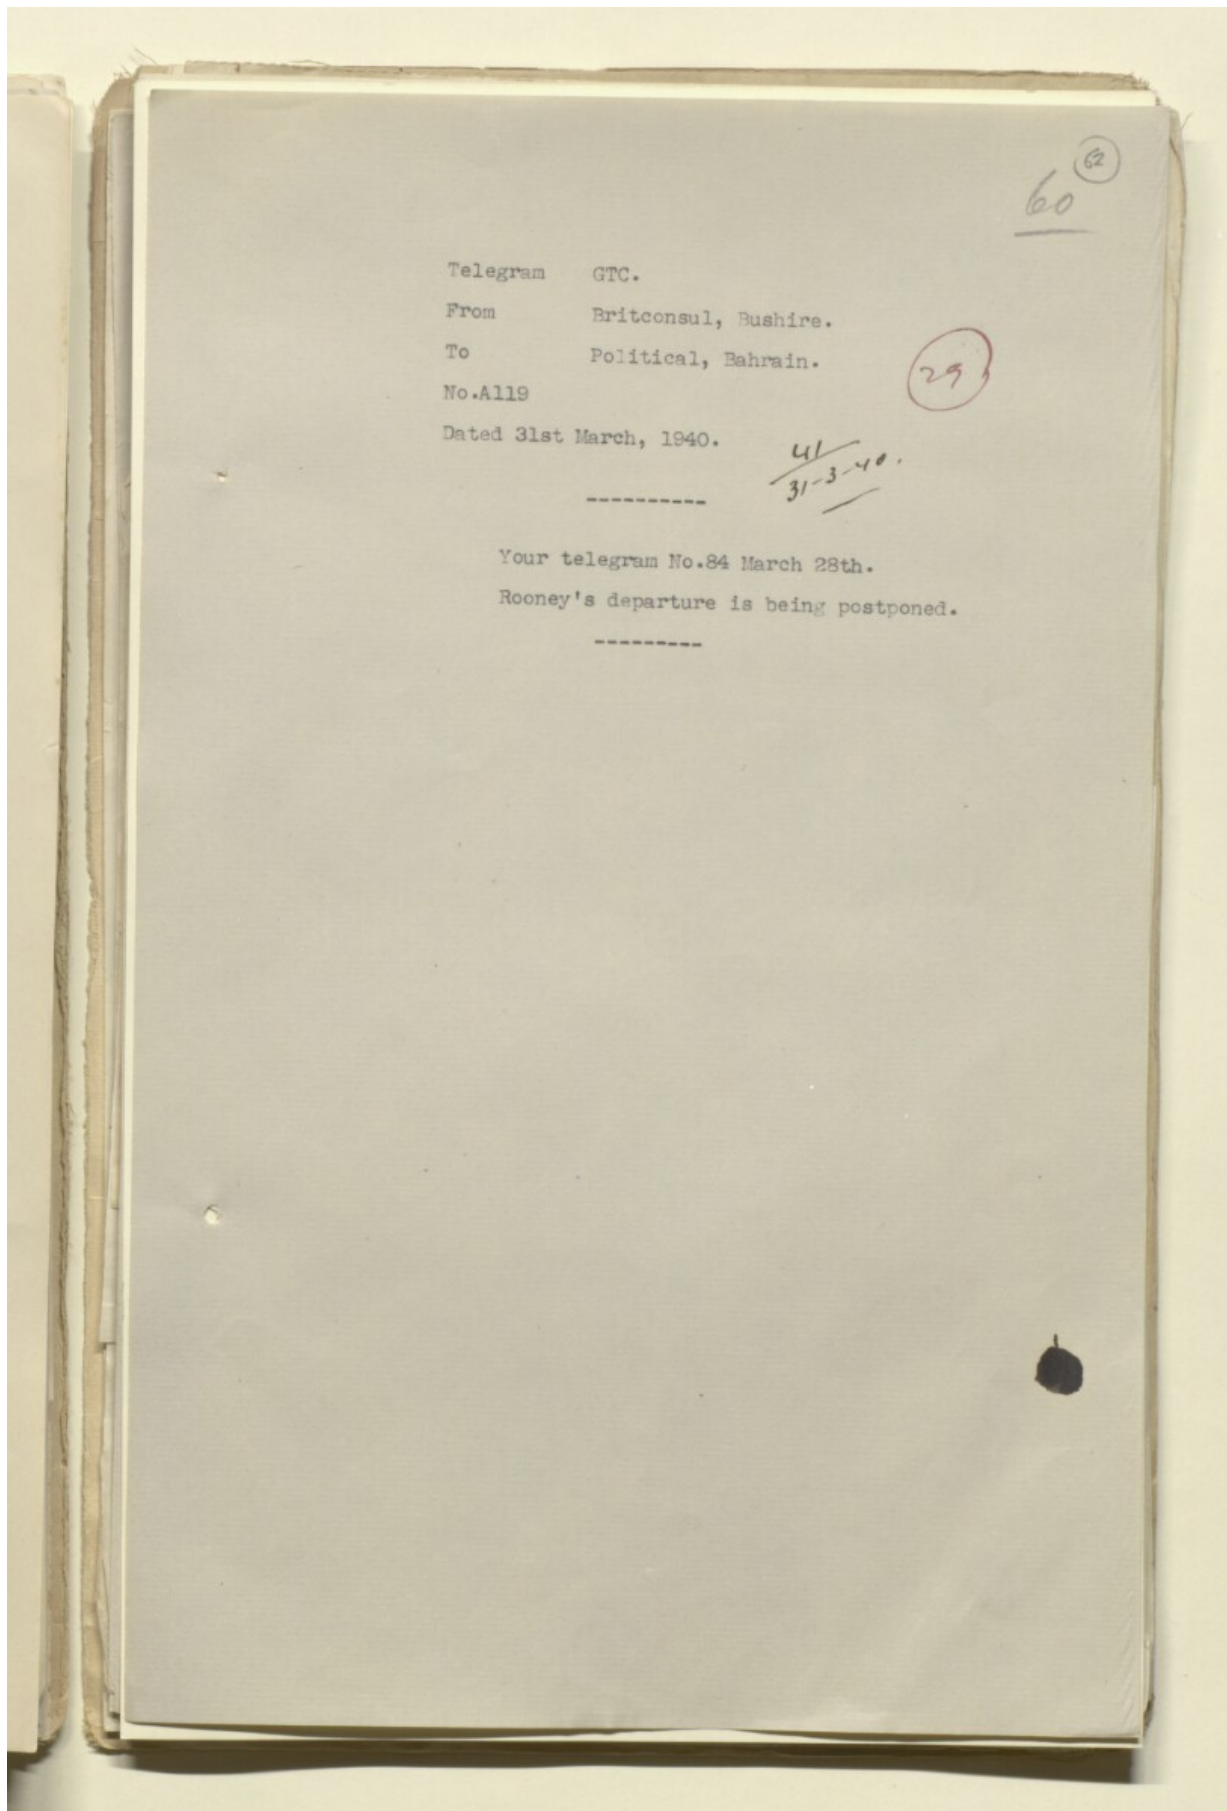 62
60
Telegram GTC.
From Britconsul, Bushire.
To Political, Bahrain.
29
No.A119
Dated 31st March, 1940.
41
31-3-40.
----------
Your telegram No.84 March 28th.
Rooney's departure is being postponed.
---------